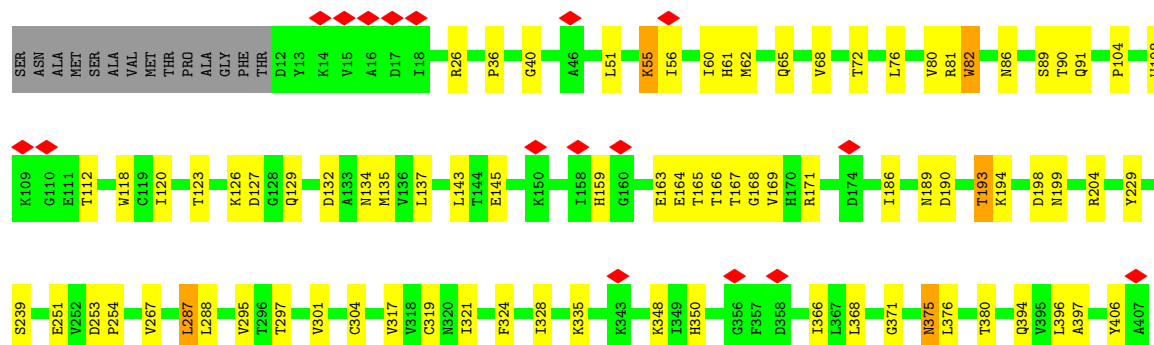 SER ASN ALA MET SER ALA VAL MET THR PRO ALA GLY PHE THR D12 Y13 K14 V15 A16 D17 I18 R26 P36 G40 A46 L51 K55 I56 I60 H61 M62 Q65 V68 T72 L76 V80 R81 W82 N86 S89 T90 Q91 P104
K109 G110 E111 T112 W118 C119 I120 T123 K126 D127 G128 Q129 D132 A133 N134 M135 V136 L137 L143 T144 E145 K150 I158 H159 G160 E163 E164 T165 T166 T167 G168 V169 H170 R171 D174 I186 N189 D190 T193 K194 D198 N199 R204 Y229
S239 E251 V252 D253 P254 V267 L287 L288 V295 T296 T297 V301 C304 V317 V318 C319 N320 I321 F324 I328 K335 K343 K348 I349 H350 G356 F357 D358 I366 L367 L368 G371 N375 L376 T380 Q394 V395 L396 A397 Y406 A407